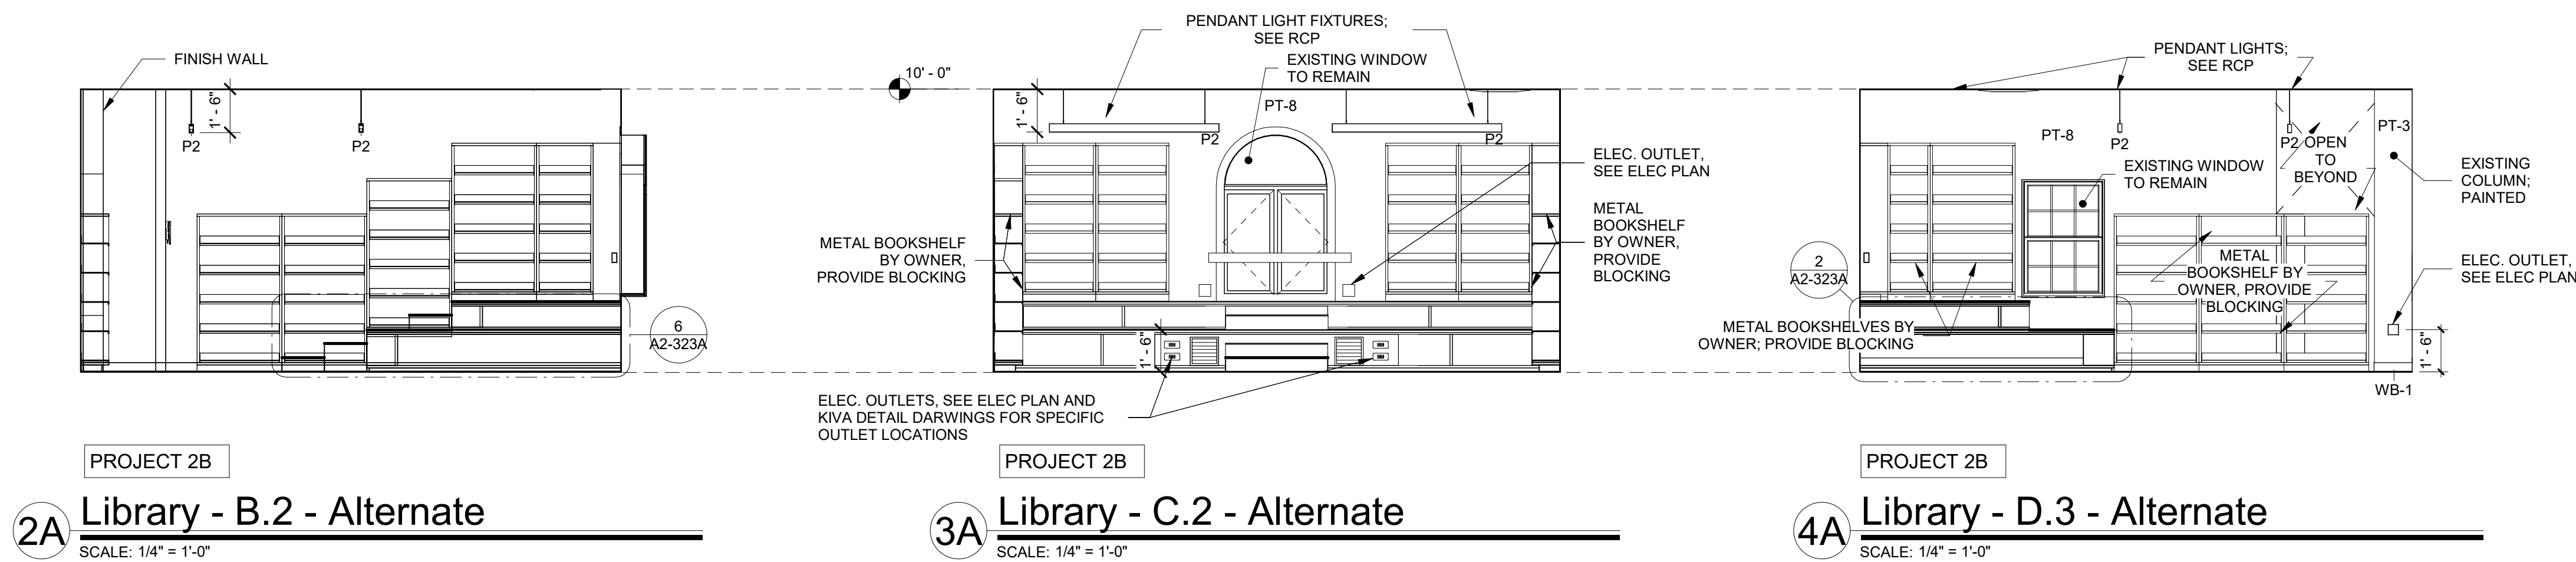 FINISH WALL
1' - 6"
P2
P2
6
A2-323A
PROJECT 2B
2A
Library - B.2 - Alternate
SCALE: 1/4" = 1'-0"
10' - 0"
PENDANT LIGHT FIXTURES;
SEE RCP
EXISTING WINDOW
TO REMAIN
1' - 6"
PT-8
P2
P2
ELEC. OUTLET,
SEE ELEC PLAN
METAL
BOOKSHELF
BY OWNER,
PROVIDE
BLOCKING
METAL BOOKSHELF
BY OWNER,
PROVIDE BLOCKING
1' - 6"
ELEC. OUTLETS, SEE ELEC PLAN AND
KIVA DETAIL DARWINGS FOR SPECIFIC
OUTLET LOCATIONS
PROJECT 2B
3A
Library - C.2 - Alternate
SCALE: 1/4" = 1'-0"
PENDANT LIGHTS;
SEE RCP
PT-8
P2
P2
OPEN
TO
BEYOND
PT-3
EXISTING WINDOW
TO REMAIN
EXISTING
COLUMN;
PAINTED
2
A2-323A
METAL
BOOKSHELF BY
OWNER, PROVIDE
BLOCKING
ELEC. OUTLET,
SEE ELEC PLAN
METAL BOOKSHELVES BY
OWNER; PROVIDE BLOCKING
1' - 6"
WB-1
PROJECT 2B
4A
Library - D.3 - Alternate
SCALE: 1/4" = 1'-0"